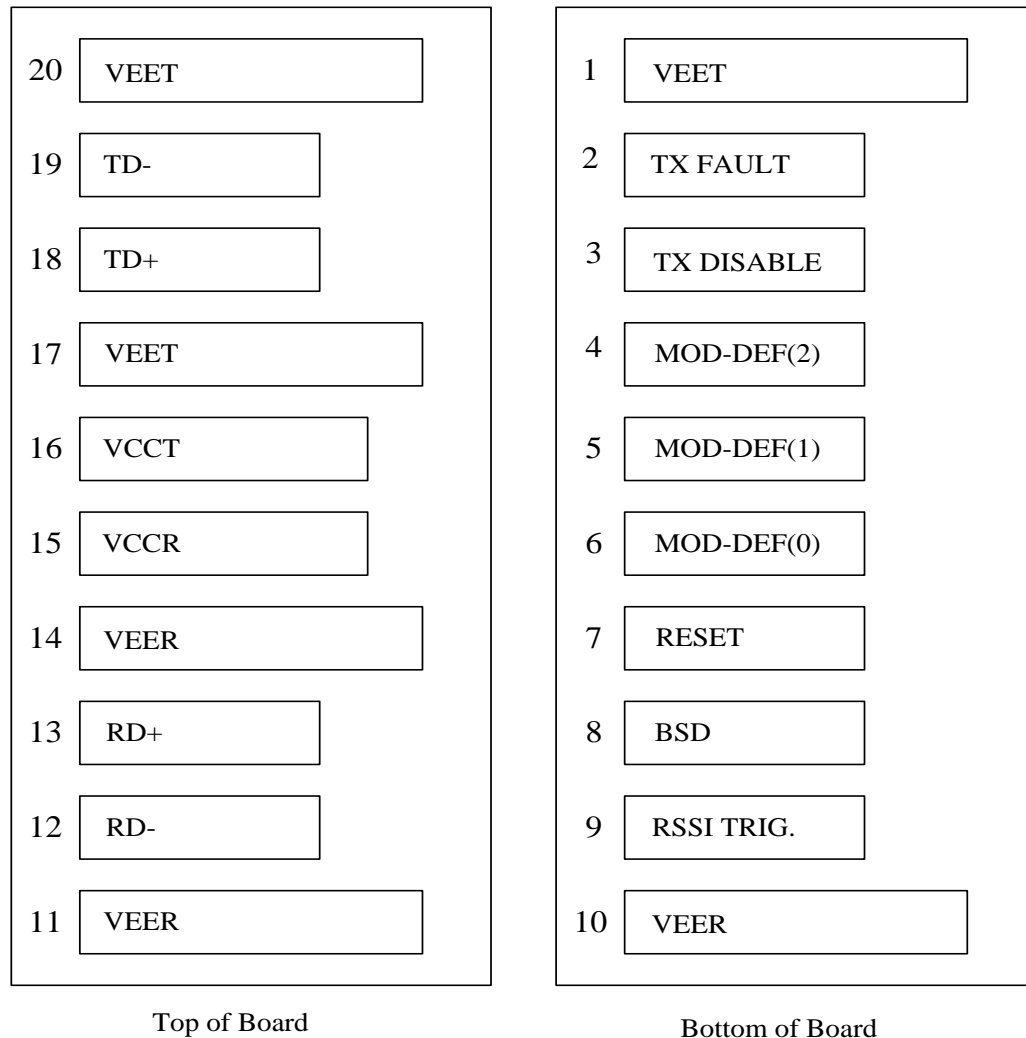 20 VEET
19 TD-
18 TD+
17 VEET
16 VCCT
15 VCCR
14 VEER
13 RD+
12 RD-
11 VEER
Top of Board
1 VEET
2 TX FAULT
3 TX DISABLE
4 MOD-DEF(2)
5 MOD-DEF(1)
6 MOD-DEF(0)
7 RESET
8 BSD
9 RSSI TRIG.
10 VEER
Bottom of Board